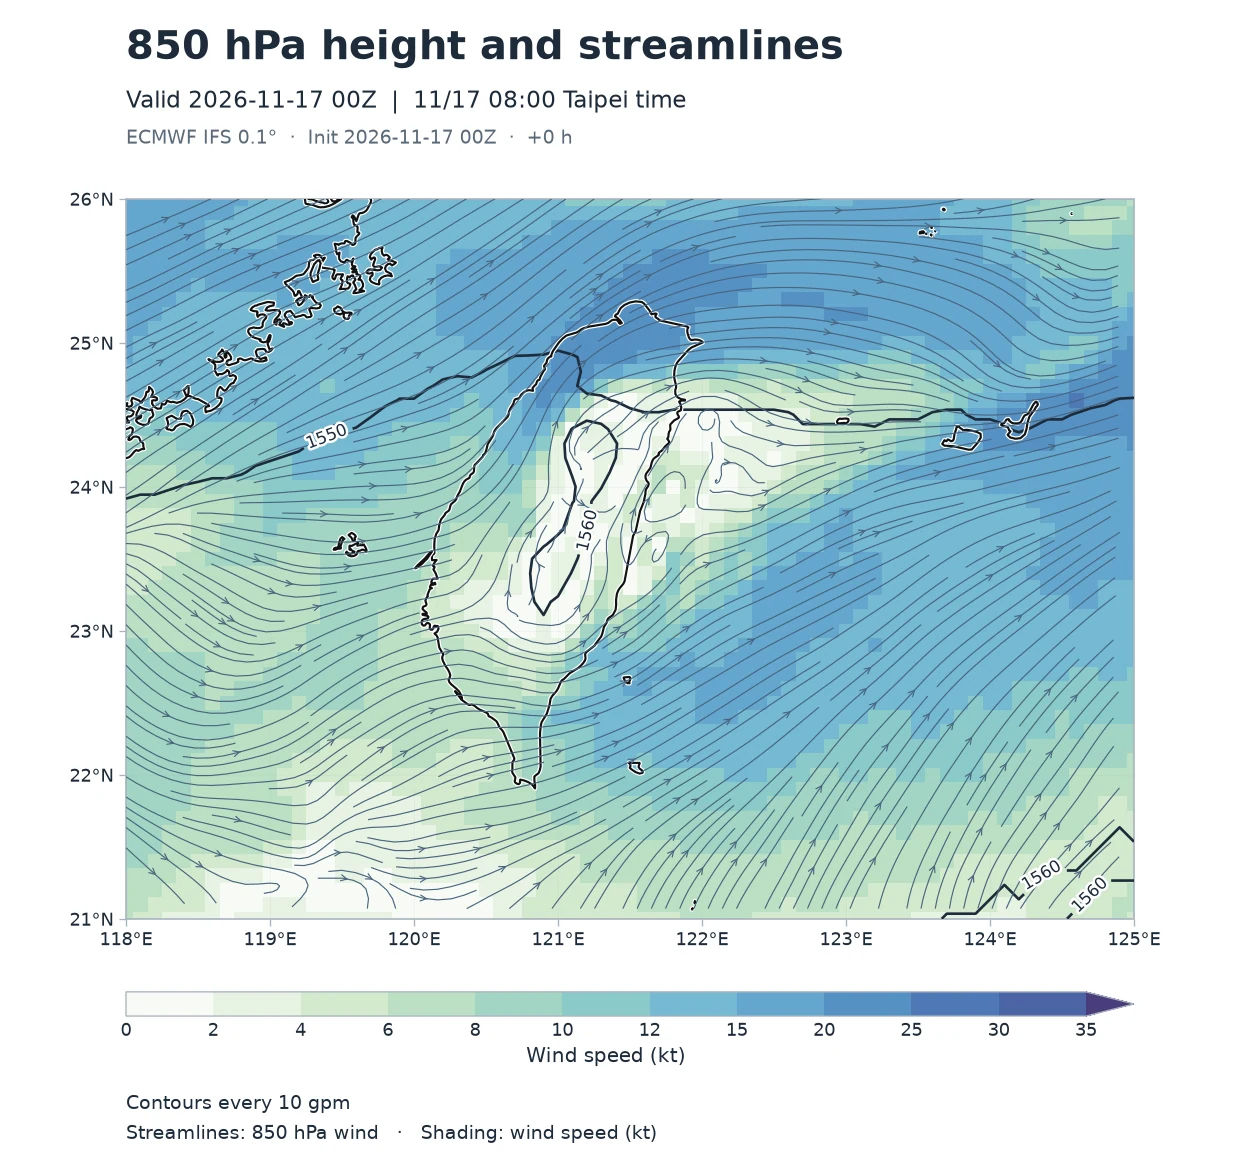 850 hPa height and streamlines
Valid 2026-11-17 00Z | 11/17 08:00 Taipei time
ECMWF IFS 0.1° · Init 2026-11-17 00Z · +0 h
26°N
25°N
1550
24°N
1560
23°N
22°N
1560
1560
21°N
118°E 119°E 120°E 121°E 122°E 123°E 124°E 125°E
0 2 4 6 8 10 12 15 20 25 30 35
Wind speed (kt)
Contours every 10 gpm
Streamlines: 850 hPa wind · Shading: wind speed (kt)